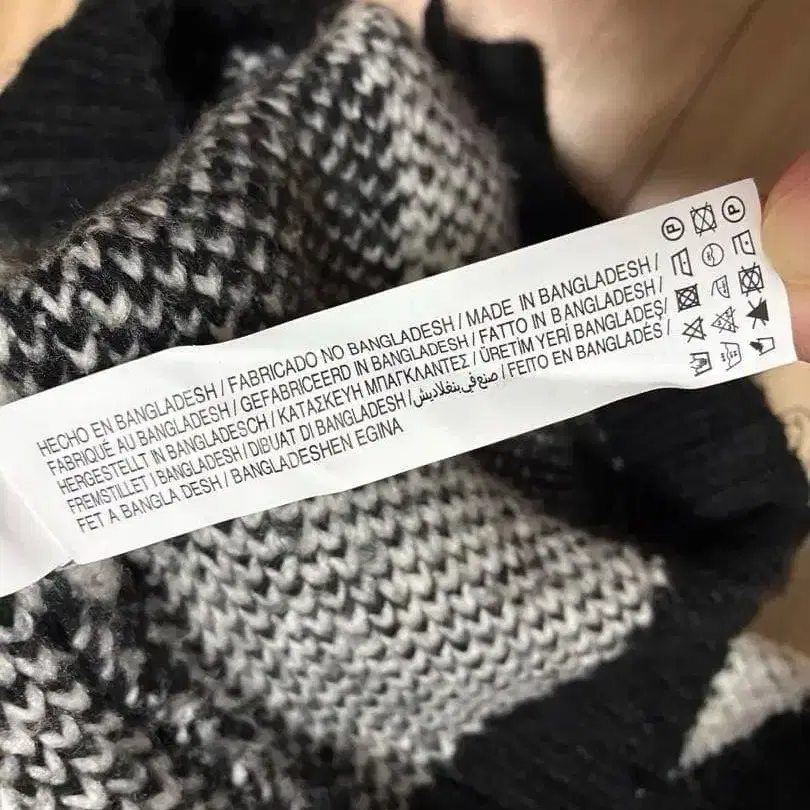 HECHO EN BANGLADESH / FABRICADO NO BANGLADESH / MADE IN BANGLADESH /
FABRIQUÉ AU BANGLADESH / GEFABRICEERD IN BANGLADESH / FATTO IN BANGLADESH /
HERGESTELLT IN BANGLADESCH / ΚΑΤΑΣΚΕΥΗ ΜΠΑΓΚΛΑΝΤΕΣ / ÜRETİM YERİ BANGLADEŞ /
FREMSTILLET I BANGLADESH / DIBUAT DI BANGLADESH / صنع في بنغلاديش / FEITO EN BANGLADÉS /
FET A BANGLA DESH / BANGLADESHEN EGINA
P P